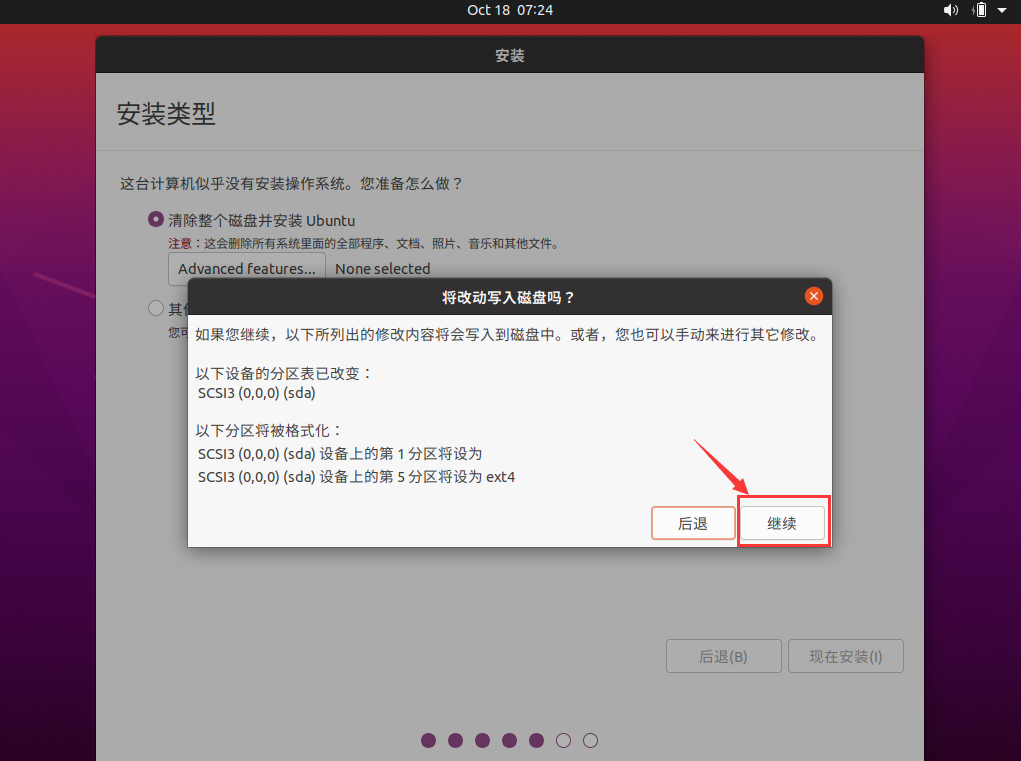 Oct 18 07:24
安装
安装类型
这台计算机似乎没有安装操作系统。您准备怎么做？
清除整个磁盘并安装 Ubuntu
注意：这会删除所有系统里面的全部程序、文档、照片、音乐和其他文件。
Advanced features... None selected
其他
您可
将改动写入磁盘吗？
如果您继续，以下所列出的修改内容将会写入到磁盘中。或者，您也可以手动来进行其它修改。
以下设备的分区表已改变：
SCSI3 (0,0,0) (sda)
以下分区将被格式化：
SCSI3 (0,0,0) (sda) 设备上的第 1 分区将设为
SCSI3 (0,0,0) (sda) 设备上的第 5 分区将设为 ext4
后退 继续
后退(B) 现在安装(I)